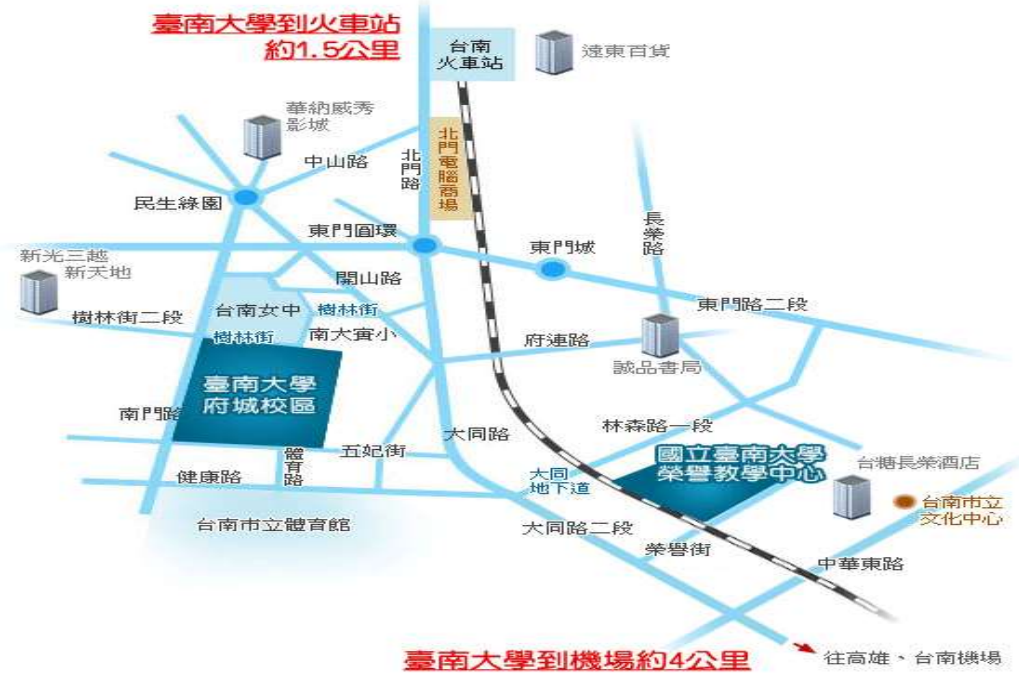 臺南大學到火車站
約1.5公里
台南
火車站
遠東百貨
華納威秀
影城
中山路
北門路
北門電腦商場
民生綠園
長榮路
東門圓環
東門城
新光三越
新天地
開山路
東門路二段
台南女中
樹林街
樹林街二段
樹林街
南大實小
府連路
誠品書局
臺南大學
府城校區
南門路
大同路
林森路一段
五妃街
體育路
國立臺南大學
榮譽教學中心
健康路
大同
地下道
台糖長榮酒店
台南市立
文化中心
台南市立體育館
大同路二段
榮譽街
中華東路
臺南大學到機場約4公里
往高雄、台南機場